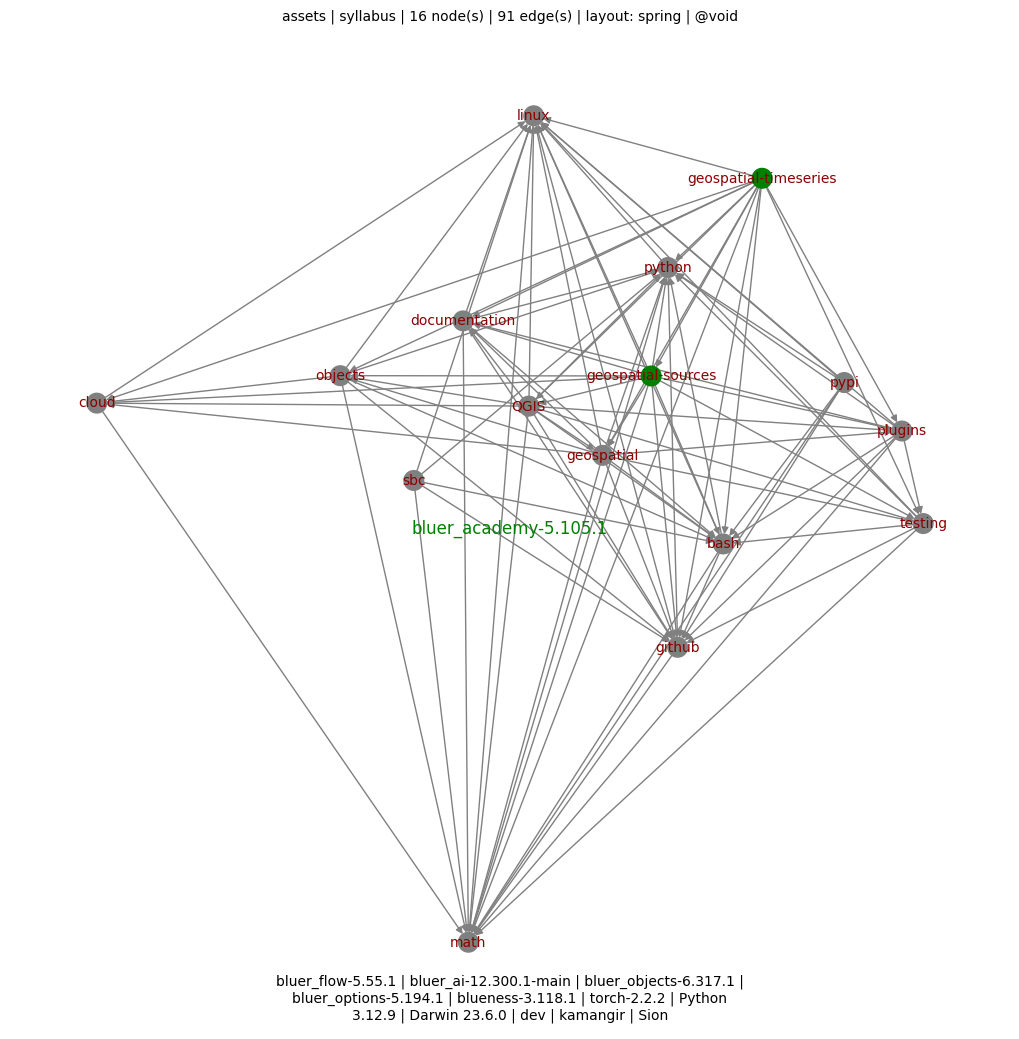 assets | syllabus | 16 node(s) | 91 edge(s) | layout: spring | @void
linux
geospatial-timeseries
python
documentation
objects
geospatial-sources
pypi
cloud
QGIS
plugins
geospatial
sbc
testing
bluer_academy-5.105.1
bash
github
math
bluer_flow-5.55.1 | bluer_ai-12.300.1-main | bluer_objects-6.317.1 |
bluer_options-5.194.1 | blueness-3.118.1 | torch-2.2.2 | Python
3.12.9 | Darwin 23.6.0 | dev | kamangir | Sion